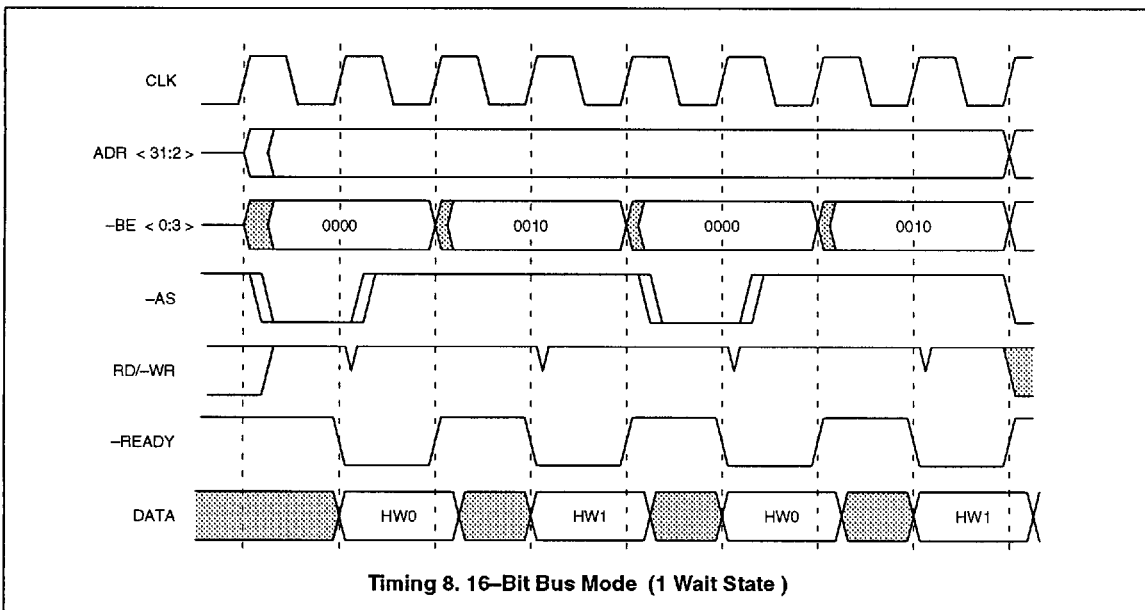 CLK
ADR < 31:2 >
–BE < 0:3 > 0000 0010 0000 0010
–AS
RD/–WR
–READY
DATA HW0 HW1 HW0 HW1
Timing 8. 16–Bit Bus Mode (1 Wait State )